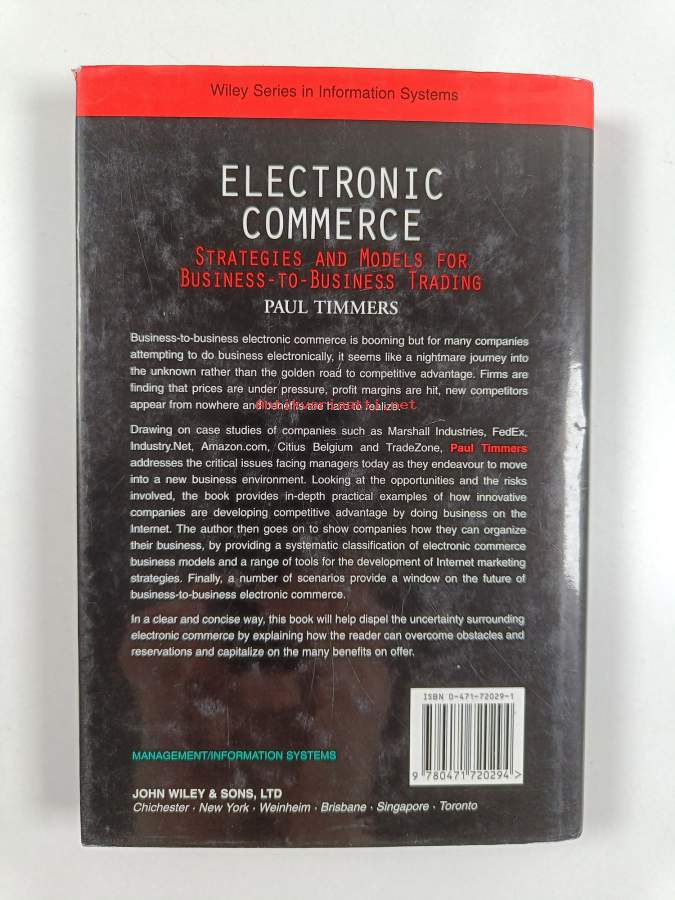 Wiley Series in Information Systems
ELECTRONIC
COMMERCE
STRATEGIES AND MODELS FOR
BUSINESS-TO-BUSINESS TRADING
PAUL TIMMERS
Business-to-business electronic commerce is booming but for many companies
attempting to do business electronically, it seems like a nightmare journey into
the unknown rather than the golden road to competitive advantage. Firms are
finding that prices are under pressure, profit margins are hit, new competitors
appear from nowhere and benefits are hard to realize.
Drawing on case studies of companies such as Marshall Industries, FedEx,
Industry.Net, Amazon.com, Citius Belgium and TradeZone, Paul Timmers
addresses the critical issues facing managers today as they endeavour to move
into a new business environment. Looking at the opportunities and the risks
involved, the book provides in-depth practical examples of how innovative
companies are developing competitive advantage by doing business on the
Internet. The author then goes on to show companies how they can organize
their business, by providing a systematic classification of electronic commerce
business models and a range of tools for the development of Internet marketing
strategies. Finally, a number of scenarios provide a window on the future of
business-to-business electronic commerce.
In a clear and concise way, this book will help dispel the uncertainty surrounding
electronic commerce by explaining how the reader can overcome obstacles and
reservations and capitalize on the many benefits on offer.
ISBN 0-471-72029-1
9 780471 720294 >
MANAGEMENT/INFORMATION SYSTEMS
JOHN WILEY & SONS, LTD
Chichester · New York · Weinheim · Brisbane · Singapore · Toronto